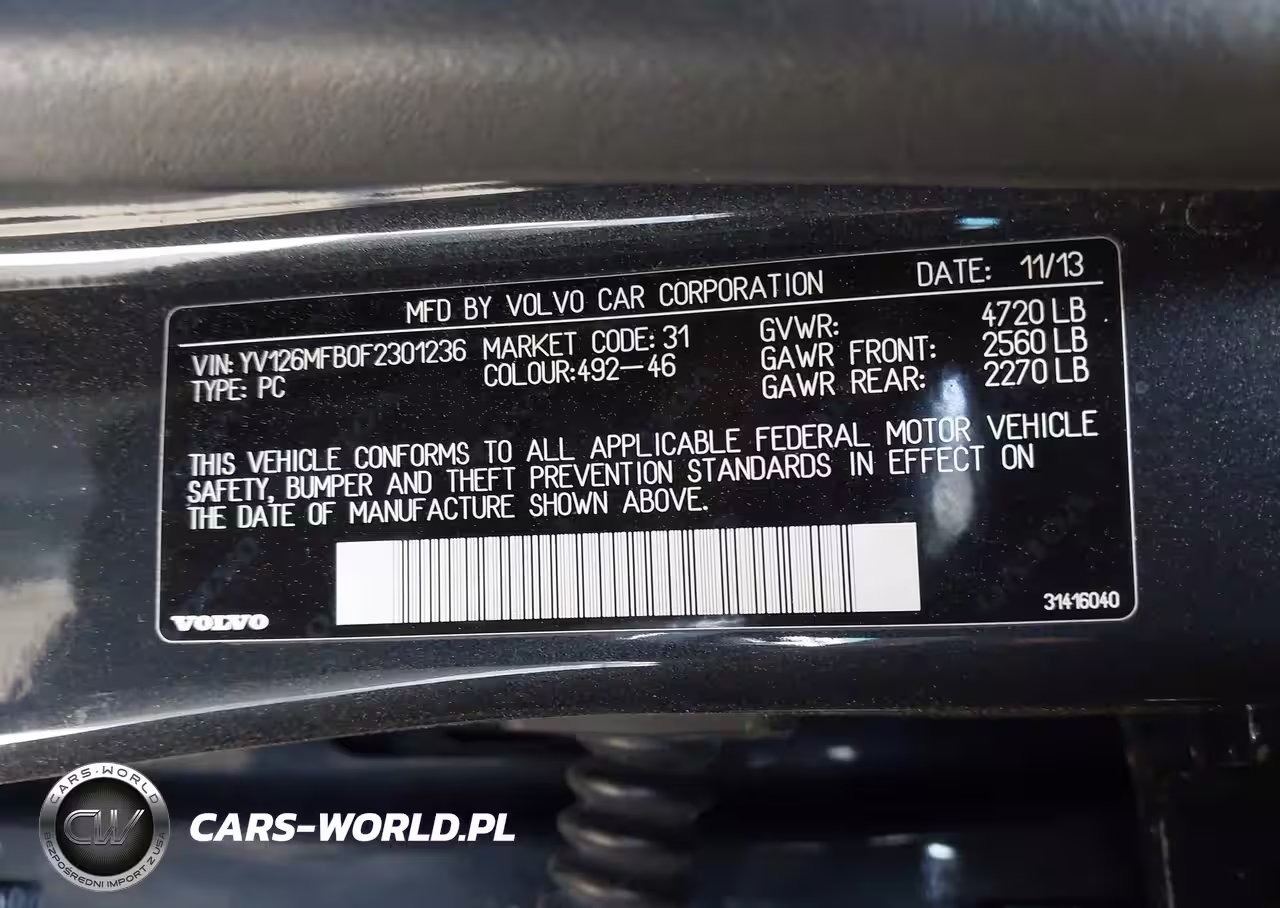 MFD BY VOLVO CAR CORPORATION DATE: 11/13
VIN: YV126MFB0F2301236 MARKET CODE: 31 GVWR: 4720 LB
TYPE: PC COLOUR:492-46 GAWR FRONT: 2560 LB
GAWR REAR: 2270 LB
THIS VEHICLE CONFORMS TO ALL APPLICABLE FEDERAL MOTOR VEHICLE
SAFETY, BUMPER AND THEFT PREVENTION STANDARDS IN EFFECT ON
THE DATE OF MANUFACTURE SHOWN ABOVE.
VOLVO
31416040
CARS-WORLD
CW
BEZPOŚREDNI IMPORT Z USA
CARS-WORLD.PL